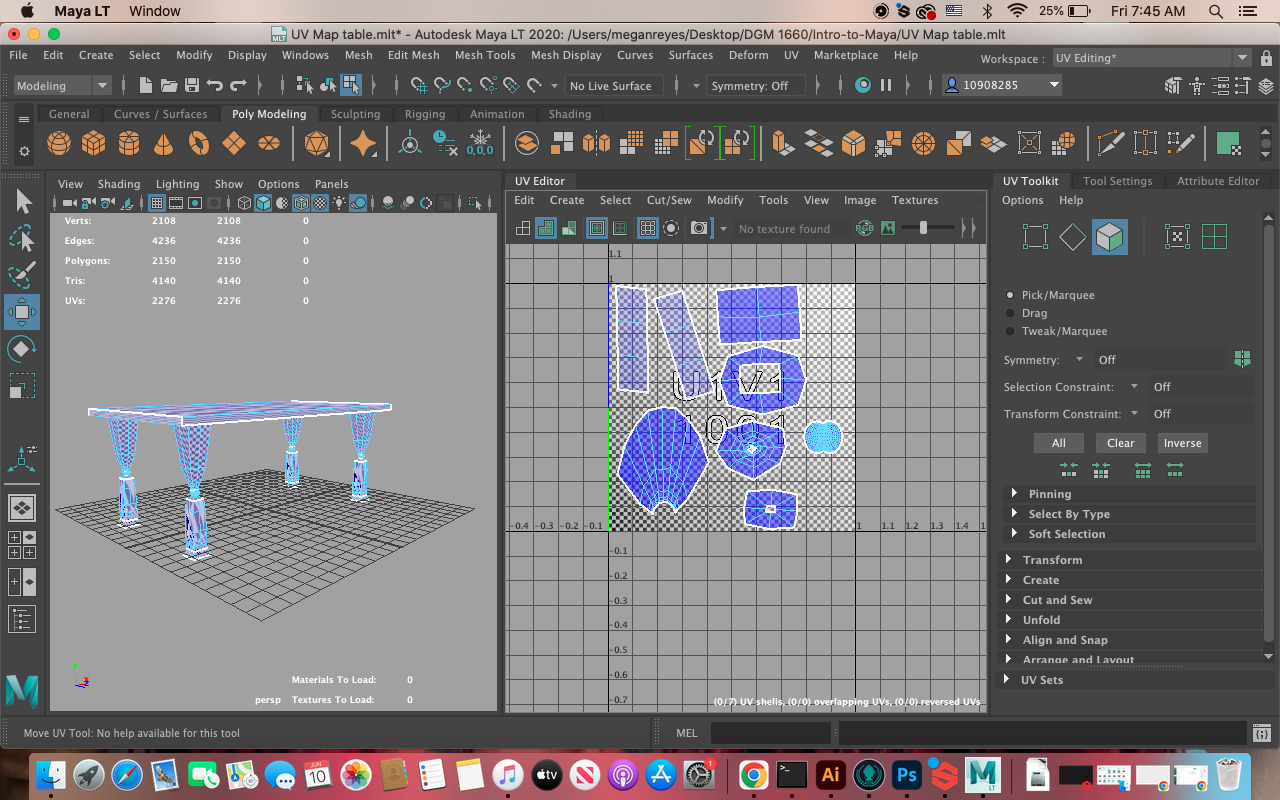 Maya LT Window 25% Fri 7:45 AM
UV Map table.mlt* - Autodesk Maya LT 2020: /Users/meganreyes/Desktop/DGM 1660/Intro-to-Maya/UV Map table.mlt
File Edit Create Select Modify Display Windows Mesh Edit Mesh Mesh Tools Mesh Display Curves Surfaces Deform UV Marketplace Help Workspace : UV Editing*
Modeling No Live Surface Symmetry: Off 10908285
General Curves / Surfaces Poly Modeling Sculpting Rigging Animation Shading
0,0,0
View Shading Lighting Show Options Panels
Verts: 2108 2108 0
Edges: 4236 4236 0
Polygons: 2150 2150 0
Tris: 4140 4140 0
UVs: 2276 2276 0
Materials To Load: 0
persp Textures To Load: 0
UV Editor
Edit Create Select Cut/Sew Modify Tools View Image Textures
No texture found RGB
1.1
1
U1V1
1001
-0.4 -0.3 -0.2 -0.1 1 1.1 1.2 1.3 1.4 1
-0.1
-0.2
-0.3
-0.4
-0.5
-0.6
-0.7
(0/7) UV shells, (0/0) overlapping UVs, (0/0) reversed UVs
UV Toolkit Tool Settings Attribute Editor
Options Help
Pick/Marquee
Drag
Tweak/Marquee
Symmetry: Off
Selection Constraint: Off
Transform Constraint: Off
All Clear Inverse
Pinning
Select By Type
Soft Selection
Transform
Create
Cut and Sew
Unfold
Align and Snap
Arrange and Layout
UV Sets
Move UV Tool: No help available for this tool MEL
JUN
10
tv
1
Ai
Ps
M
LT